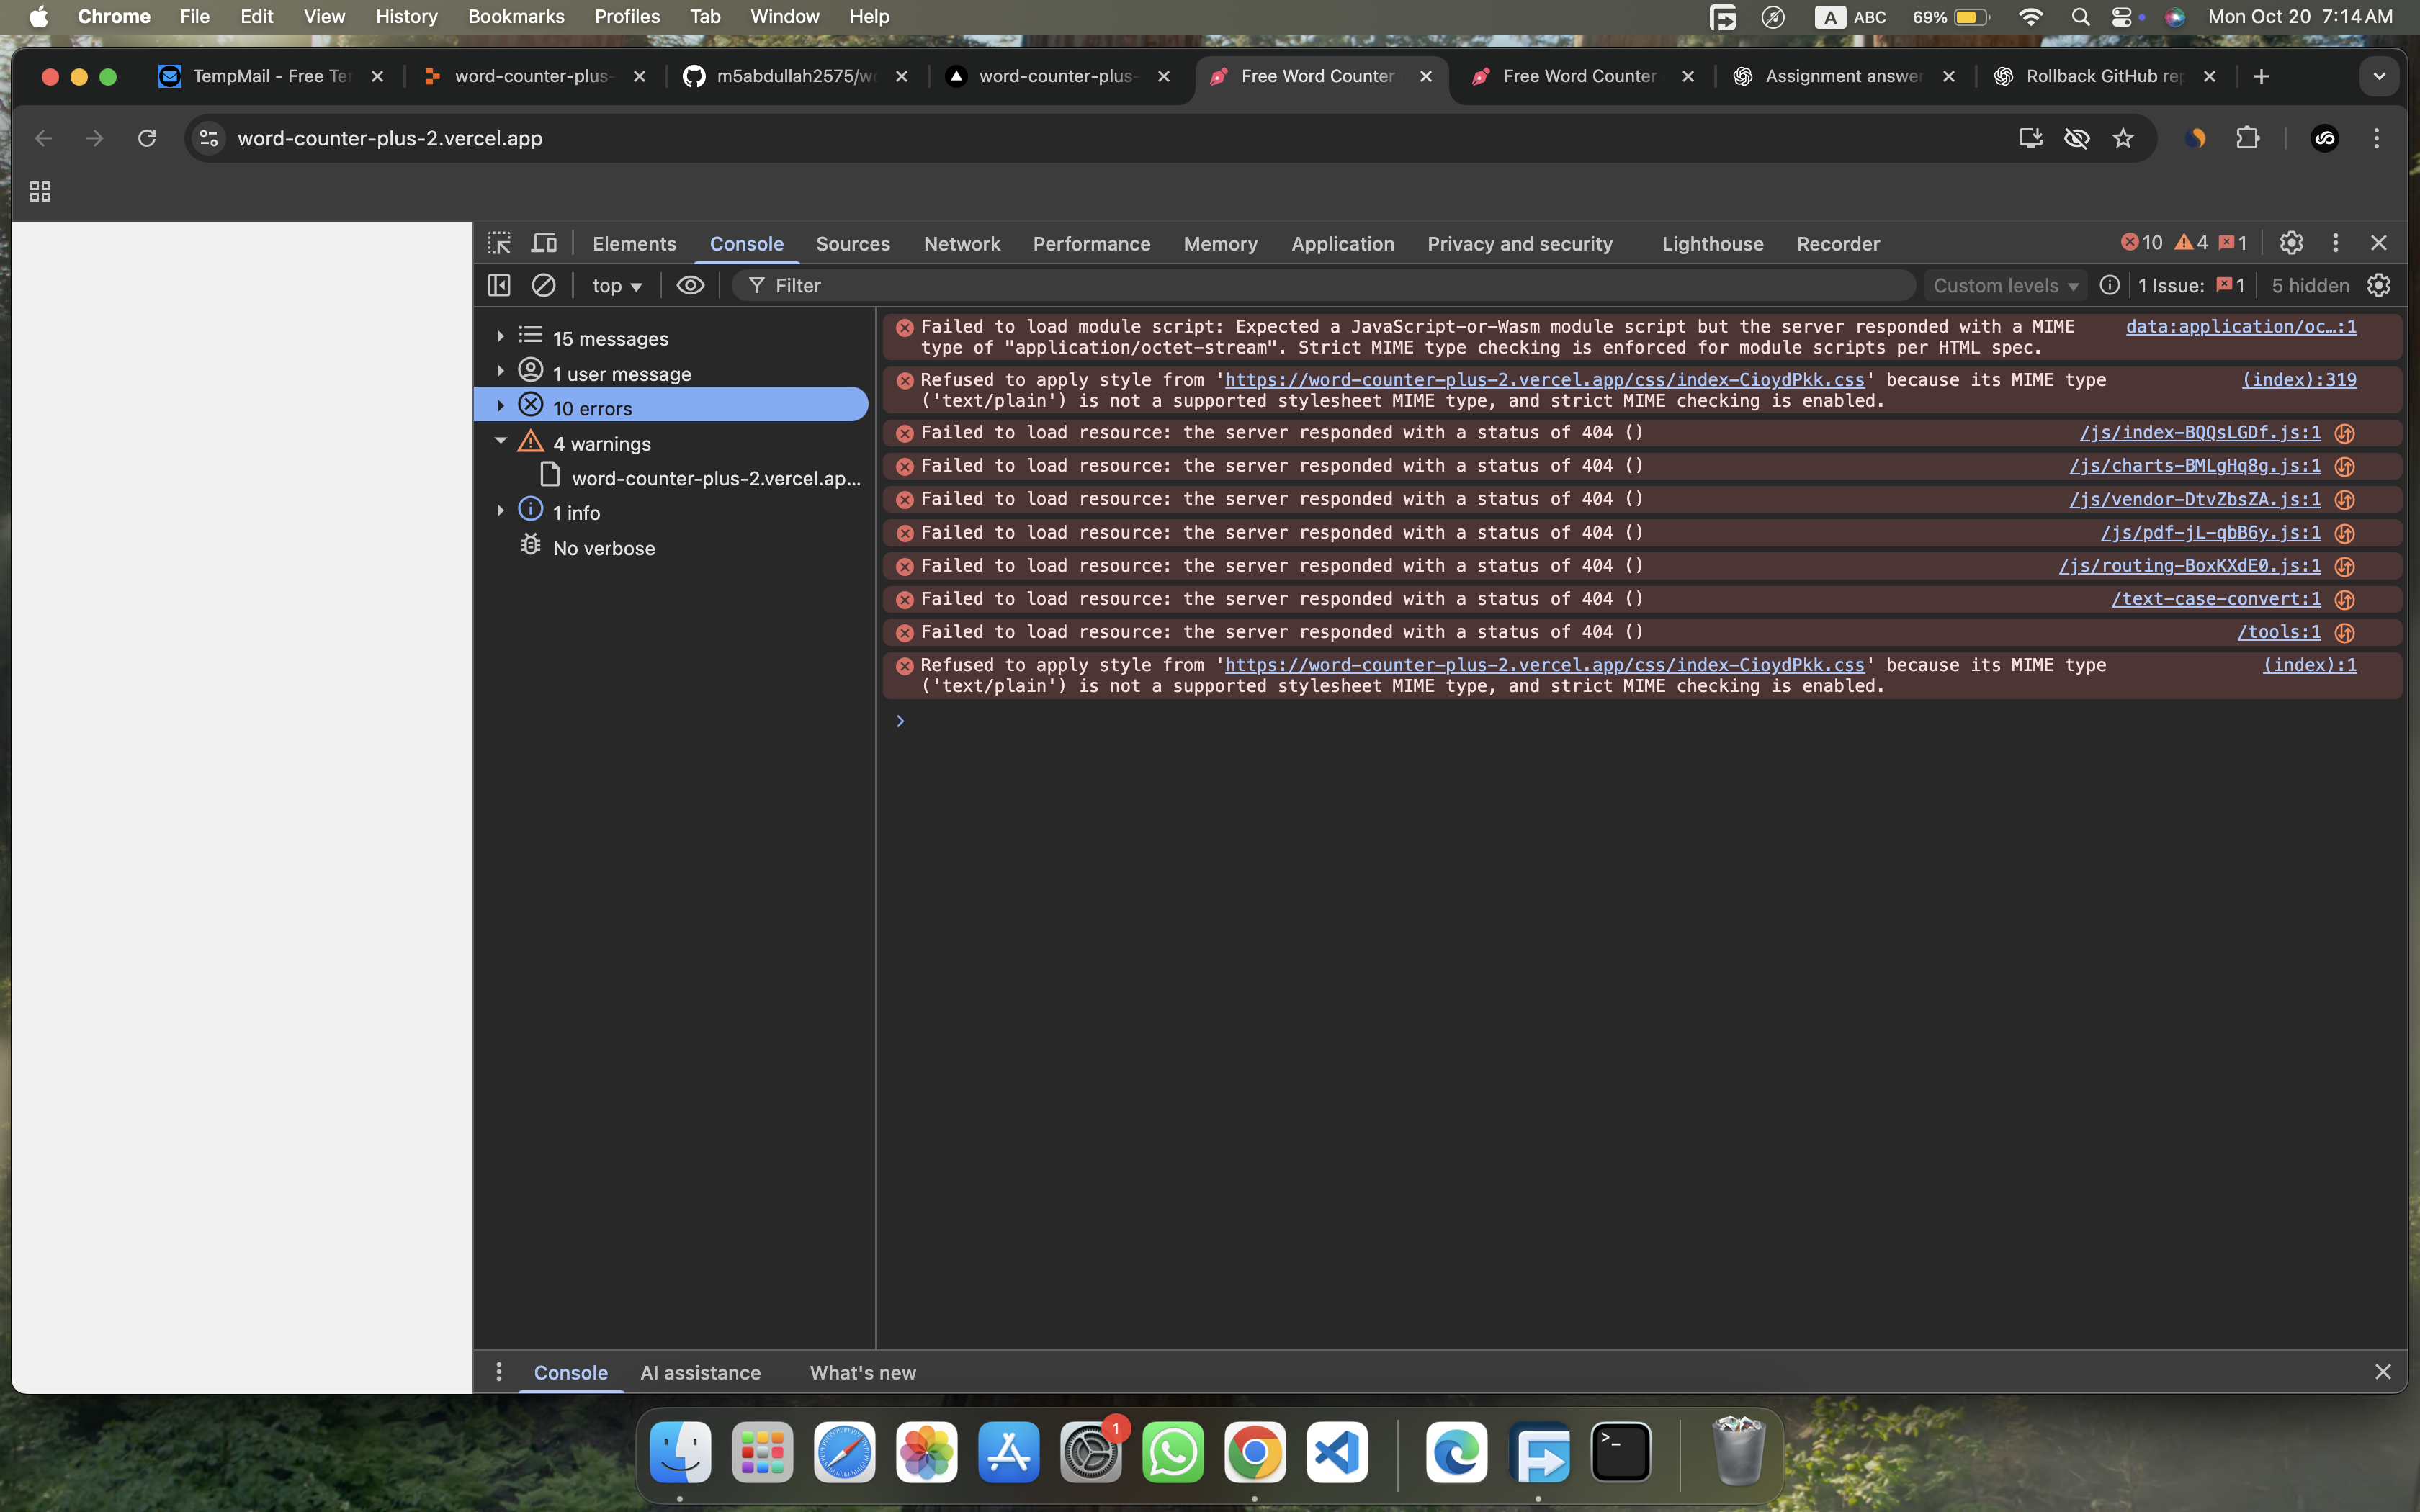 Chrome File Edit View History Bookmarks Profiles Tab Window Help
A ABC 69% Mon Oct 20 7:14 AM
TempMail - Free Ter
word-counter-plus-
m5abdullah2575/wo
word-counter-plus-
Free Word Counter
Free Word Counter
Assignment answer
Rollback GitHub rep
word-counter-plus-2.vercel.app
Elements Console Sources Network Performance Memory Application Privacy and security Lighthouse Recorder
10 4 1
top Filter Custom levels 1 Issue: 1 5 hidden
15 messages
1 user message
10 errors
4 warnings
word-counter-plus-2.vercel.ap...
1 info
No verbose
Failed to load module script: Expected a JavaScript-or-Wasm module script but the server responded with a MIME data:application/oc…:1
type of "application/octet-stream". Strict MIME type checking is enforced for module scripts per HTML spec.
Refused to apply style from 'https://word-counter-plus-2.vercel.app/css/index-CioydPkk.css' because its MIME type (index):319
('text/plain') is not a supported stylesheet MIME type, and strict MIME checking is enabled.
Failed to load resource: the server responded with a status of 404 () /js/index-BQQsLGDf.js:1
Failed to load resource: the server responded with a status of 404 () /js/charts-BMLgHq8g.js:1
Failed to load resource: the server responded with a status of 404 () /js/vendor-DtvZbsZA.js:1
Failed to load resource: the server responded with a status of 404 () /js/pdf-jL-qbB6y.js:1
Failed to load resource: the server responded with a status of 404 () /js/routing-BoxKXdE0.js:1
Failed to load resource: the server responded with a status of 404 () /text-case-convert:1
Failed to load resource: the server responded with a status of 404 () /tools:1
Refused to apply style from 'https://word-counter-plus-2.vercel.app/css/index-CioydPkk.css' because its MIME type (index):1
('text/plain') is not a supported stylesheet MIME type, and strict MIME checking is enabled.
Console AI assistance What's new
1